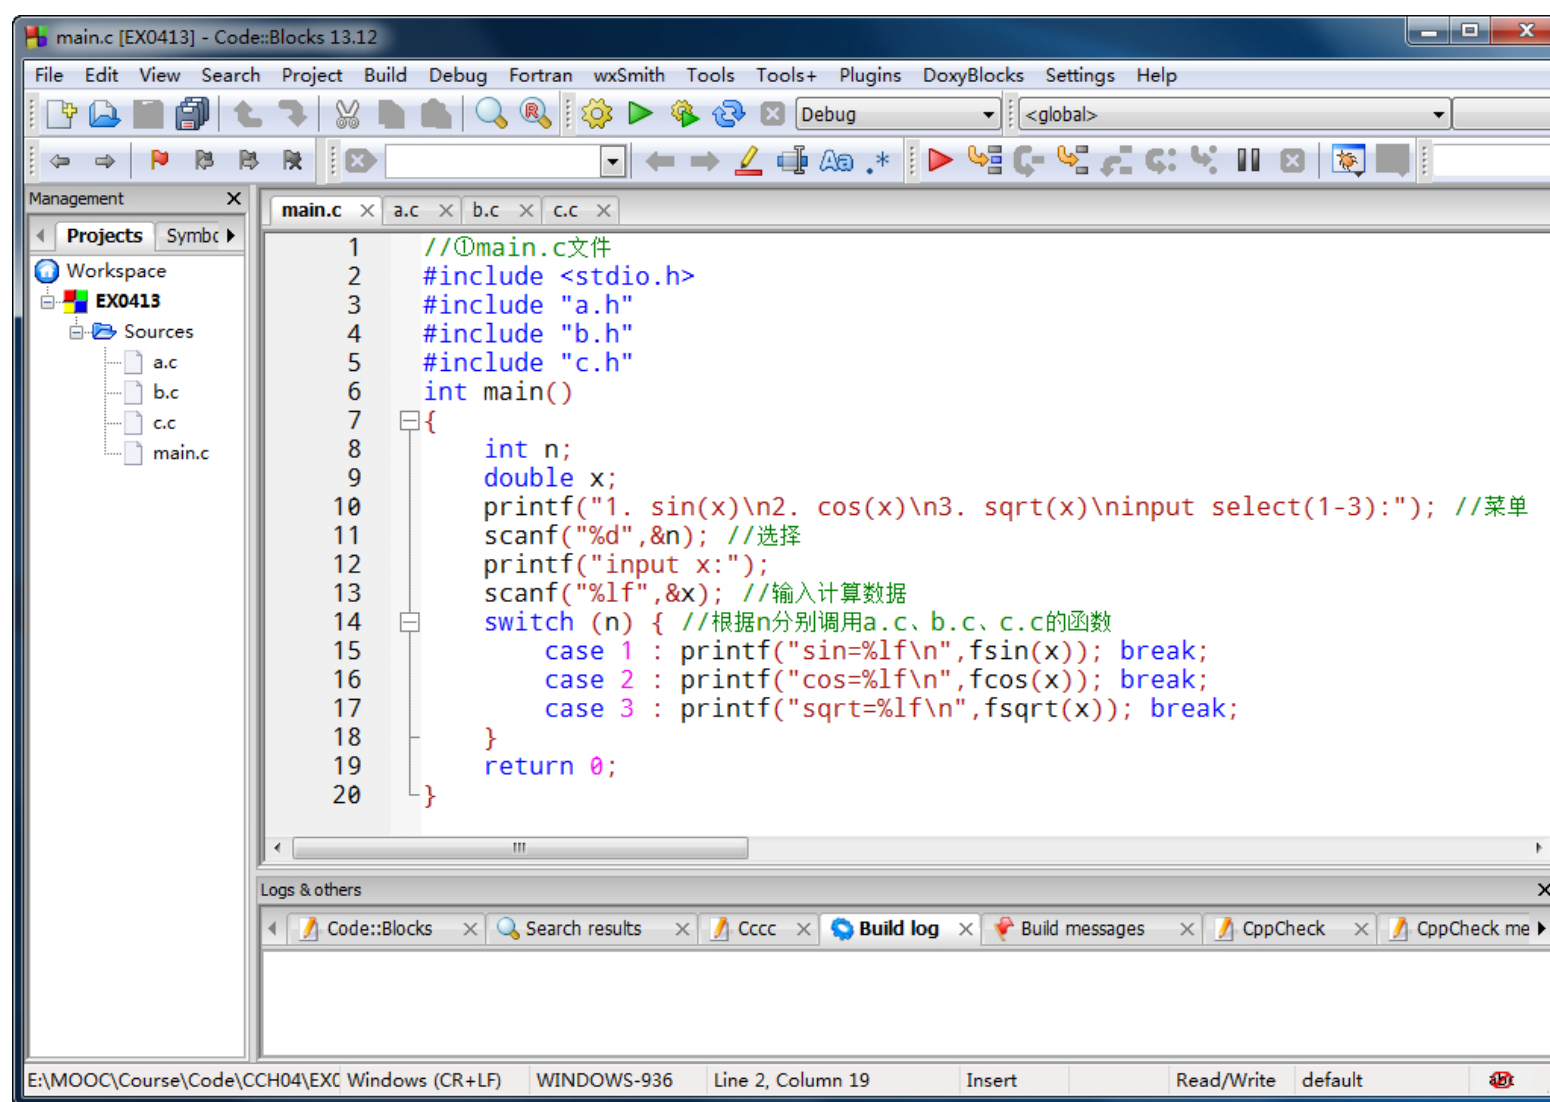 main.c [EX0413] - Code::Blocks 13.12
File Edit View Search Project Build Debug Fortran wxSmith Tools Tools+ Plugins DoxyBlocks Settings Help
Debug <global>
Management
main.c a.c b.c c.c
Projects Symbc
Workspace
EX0413
Sources
a.c
b.c
c.c
main.c
1 //①main.c文件
2 #include <stdio.h>
3 #include "a.h"
4 #include "b.h"
5 #include "c.h"
6 int main()
7 {
8 int n;
9 double x;
10 printf("1. sin(x)\n2. cos(x)\n3. sqrt(x)\ninput select(1-3):"); //菜单
11 scanf("%d",&n); //选择
12 printf("input x:");
13 scanf("%lf",&x); //输入计算数据
14 switch (n) { //根据n分别调用a.c、b.c、c.c的函数
15 case 1 : printf("sin=%lf\n",fsin(x)); break;
16 case 2 : printf("cos=%lf\n",fcos(x)); break;
17 case 3 : printf("sqrt=%lf\n",fsqrt(x)); break;
18 }
19 return 0;
20 }
Logs & others
Code::Blocks Search results Cccc Build log Build messages CppCheck CppCheck me
E:\MOOC\Course\Code\CCH04\EX0 Windows (CR+LF) WINDOWS-936 Line 2, Column 19 Insert Read/Write default